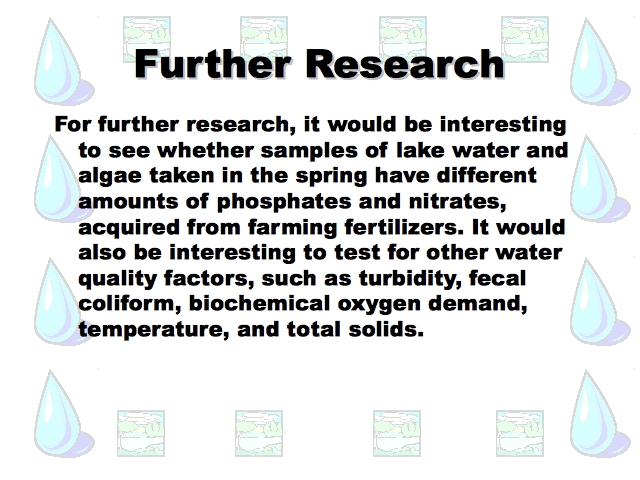 Further Research
For further research, it would be interesting
to see whether samples of lake water and
algae taken in the spring have different
amounts of phosphates and nitrates,
acquired from farming fertilizers. It would
also be interesting to test for other water
quality factors, such as turbidity, fecal
coliform, biochemical oxygen demand,
temperature, and total solids.